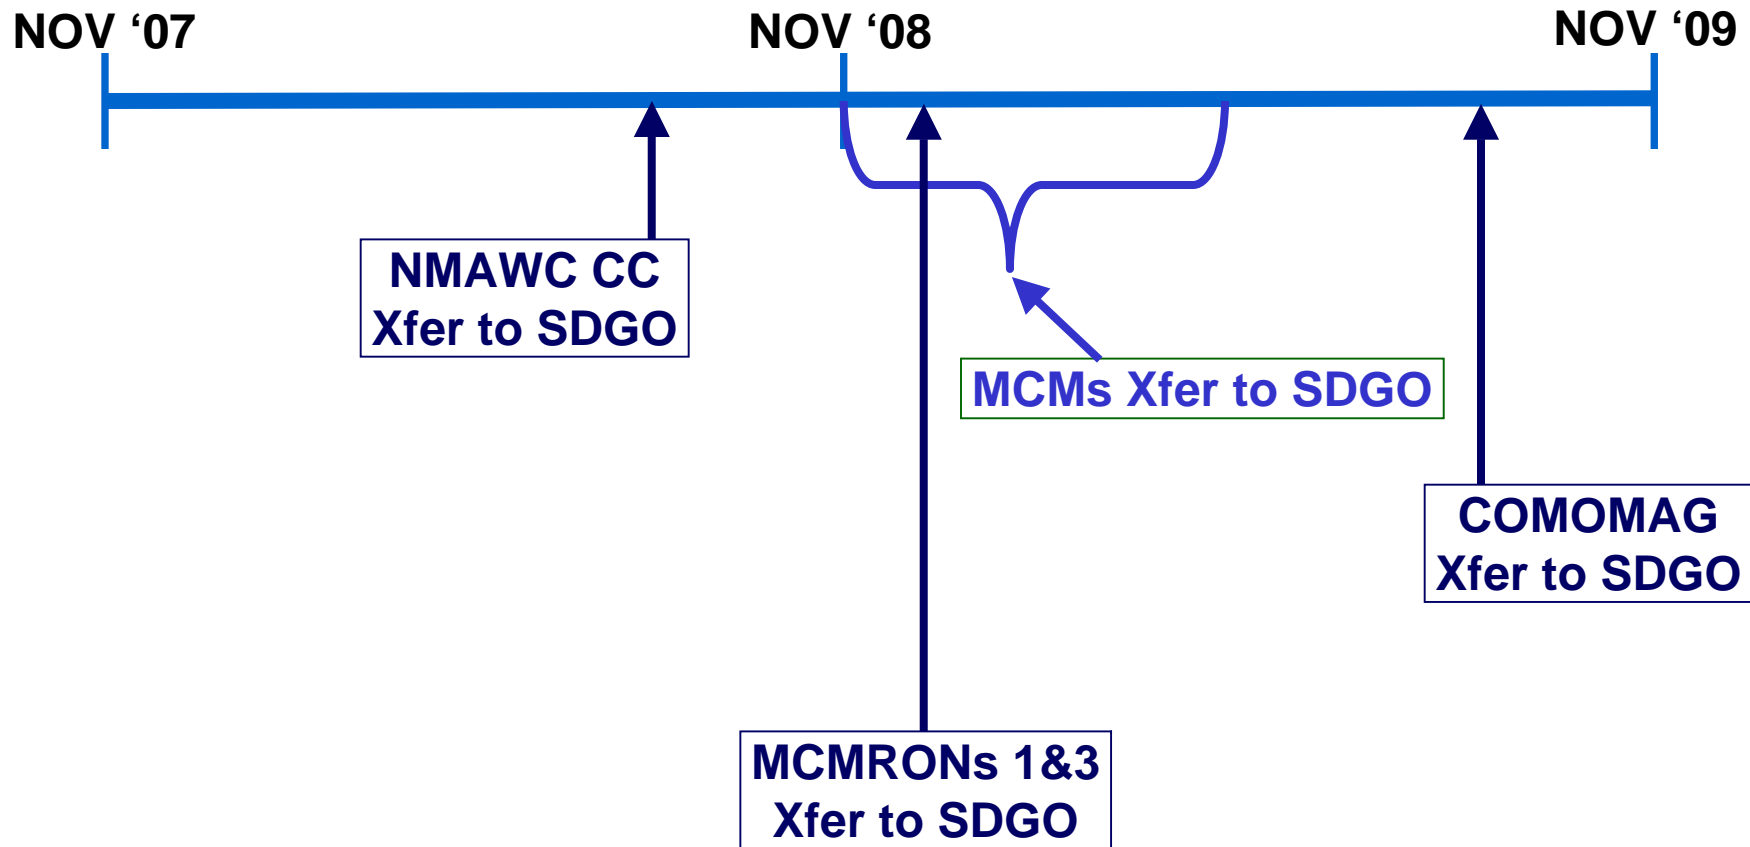 NOV ‘07
NOV ‘08
NOV ‘09
NMAWC CC
Xfer to SDGO
MCMs Xfer to SDGO
COMOMAG
Xfer to SDGO
MCMRONs 1&3
Xfer to SDGO